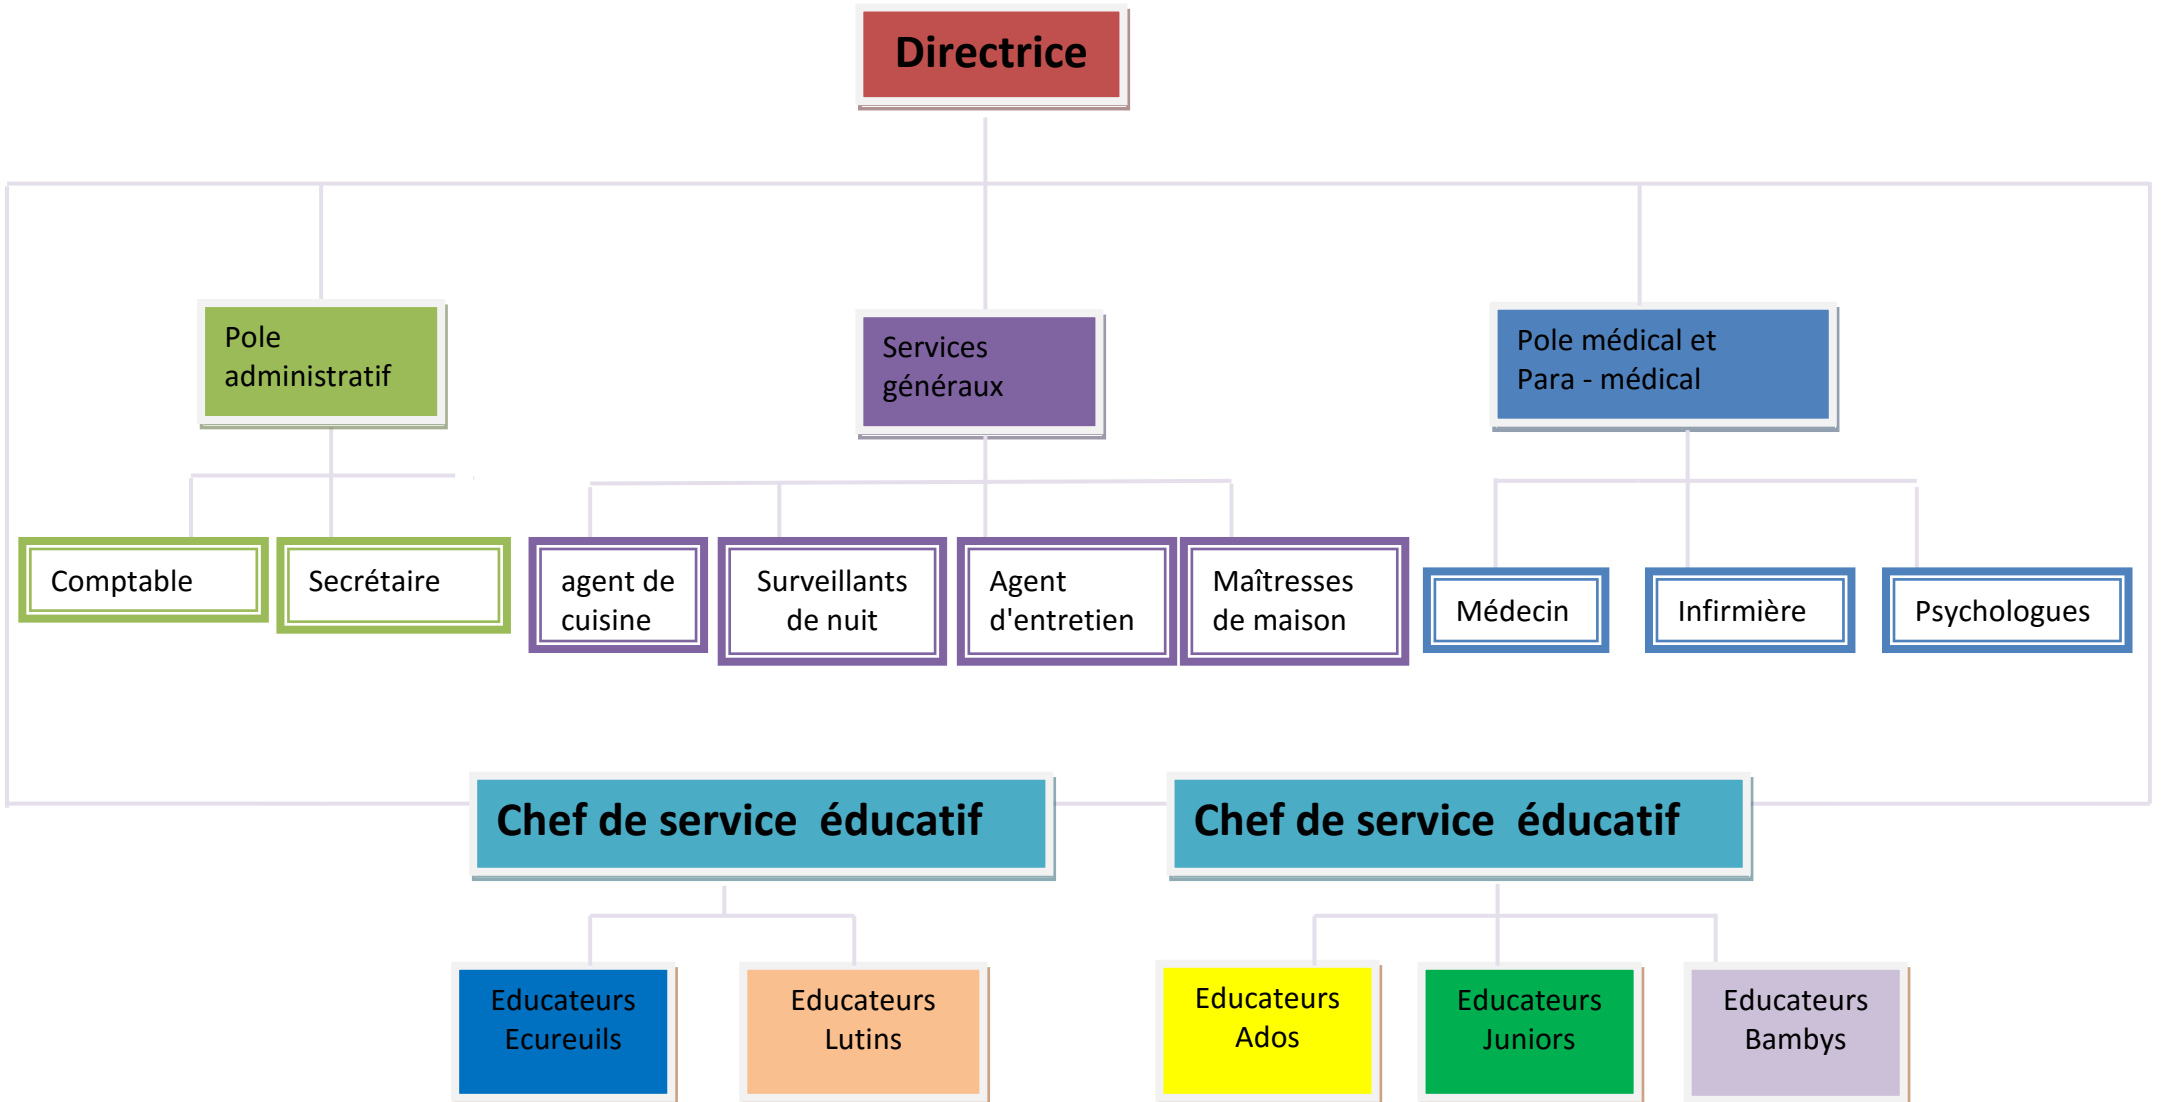 Directrice
Pole
administratif
Services
généraux
Pole médical et
Para - médical
Comptable
Secrétaire
agent de
cuisine
Surveillants
de nuit
Agent
d'entretien
Maîtresses
de maison
Médecin
Infirmière
Psychologues
Chef de service  éducatif
Chef de service  éducatif
Educateurs
Ecureuils
Educateurs
Lutins
Educateurs
Ados
Educateurs
Juniors
Educateurs
Bambys